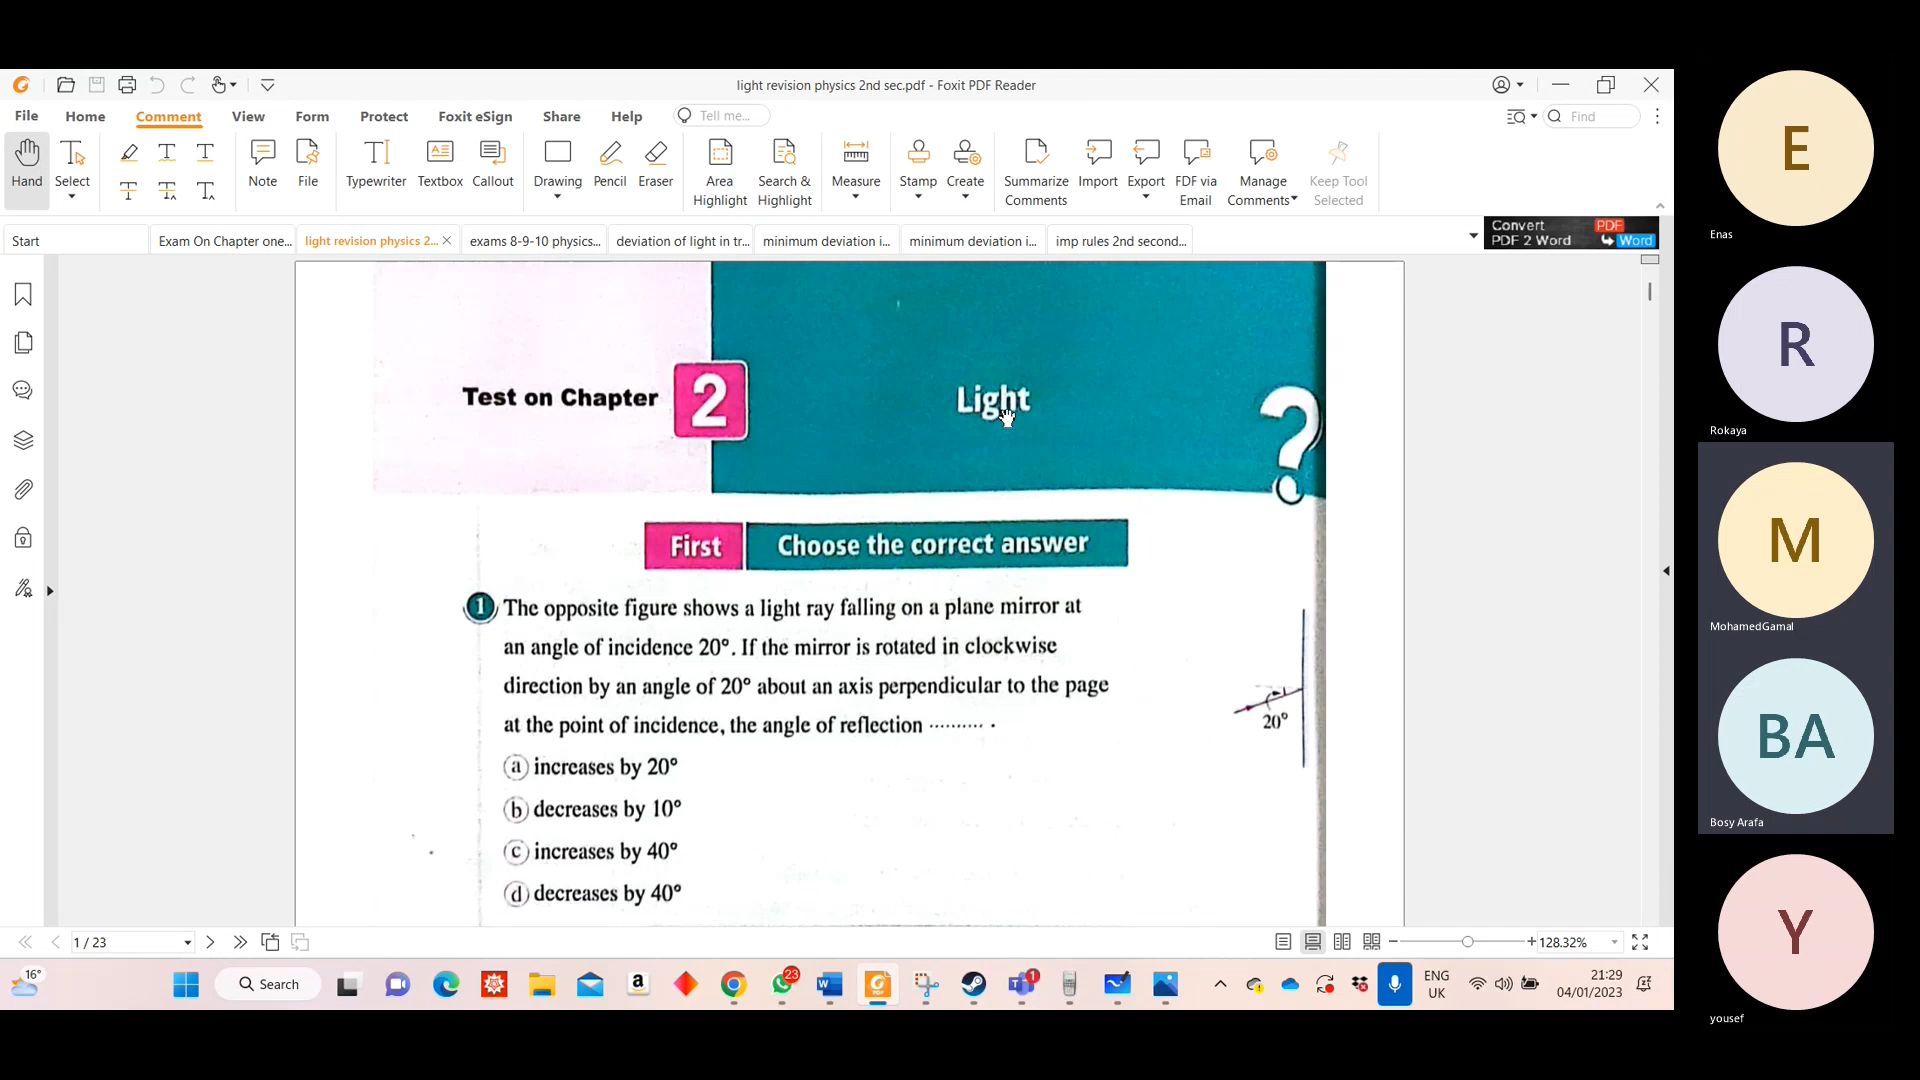 light revision physics 2nd sec.pdf - Foxit PDF Reader
File Home Comment View Form Protect Foxit eSign Share Help Tell me... Find
Hand Select Note File Typewriter Textbox Callout Drawing Pencil Eraser Area Highlight Search & Highlight Measure Stamp Create Summarize Comments Import Export FDF via Email Manage Comments Keep Tool Selected
Start Exam On Chapter one... light revision physics 2... exams 8-9-10 physics... deviation of light in tr... minimum deviation i... minimum deviation i... imp rules 2nd second...
Convert PDF
PDF 2 Word Word
Test on Chapter 2 Light ?
First Choose the correct answer
1 The opposite figure shows a light ray falling on a plane mirror at
an angle of incidence 20°. If the mirror is rotated in clockwise
direction by an angle of 20° about an axis perpendicular to the page
at the point of incidence, the angle of reflection .......... .
20°
a increases by 20°
b decreases by 10°
c increases by 40°
d decreases by 40°
1 / 23
128.32%
16°
Search
a
23
1
ENG
UK
21:29
04/01/2023
E
Enas
R
Rokaya
M
MohamedGamal
BA
Bosy Arafa
Y
yousef